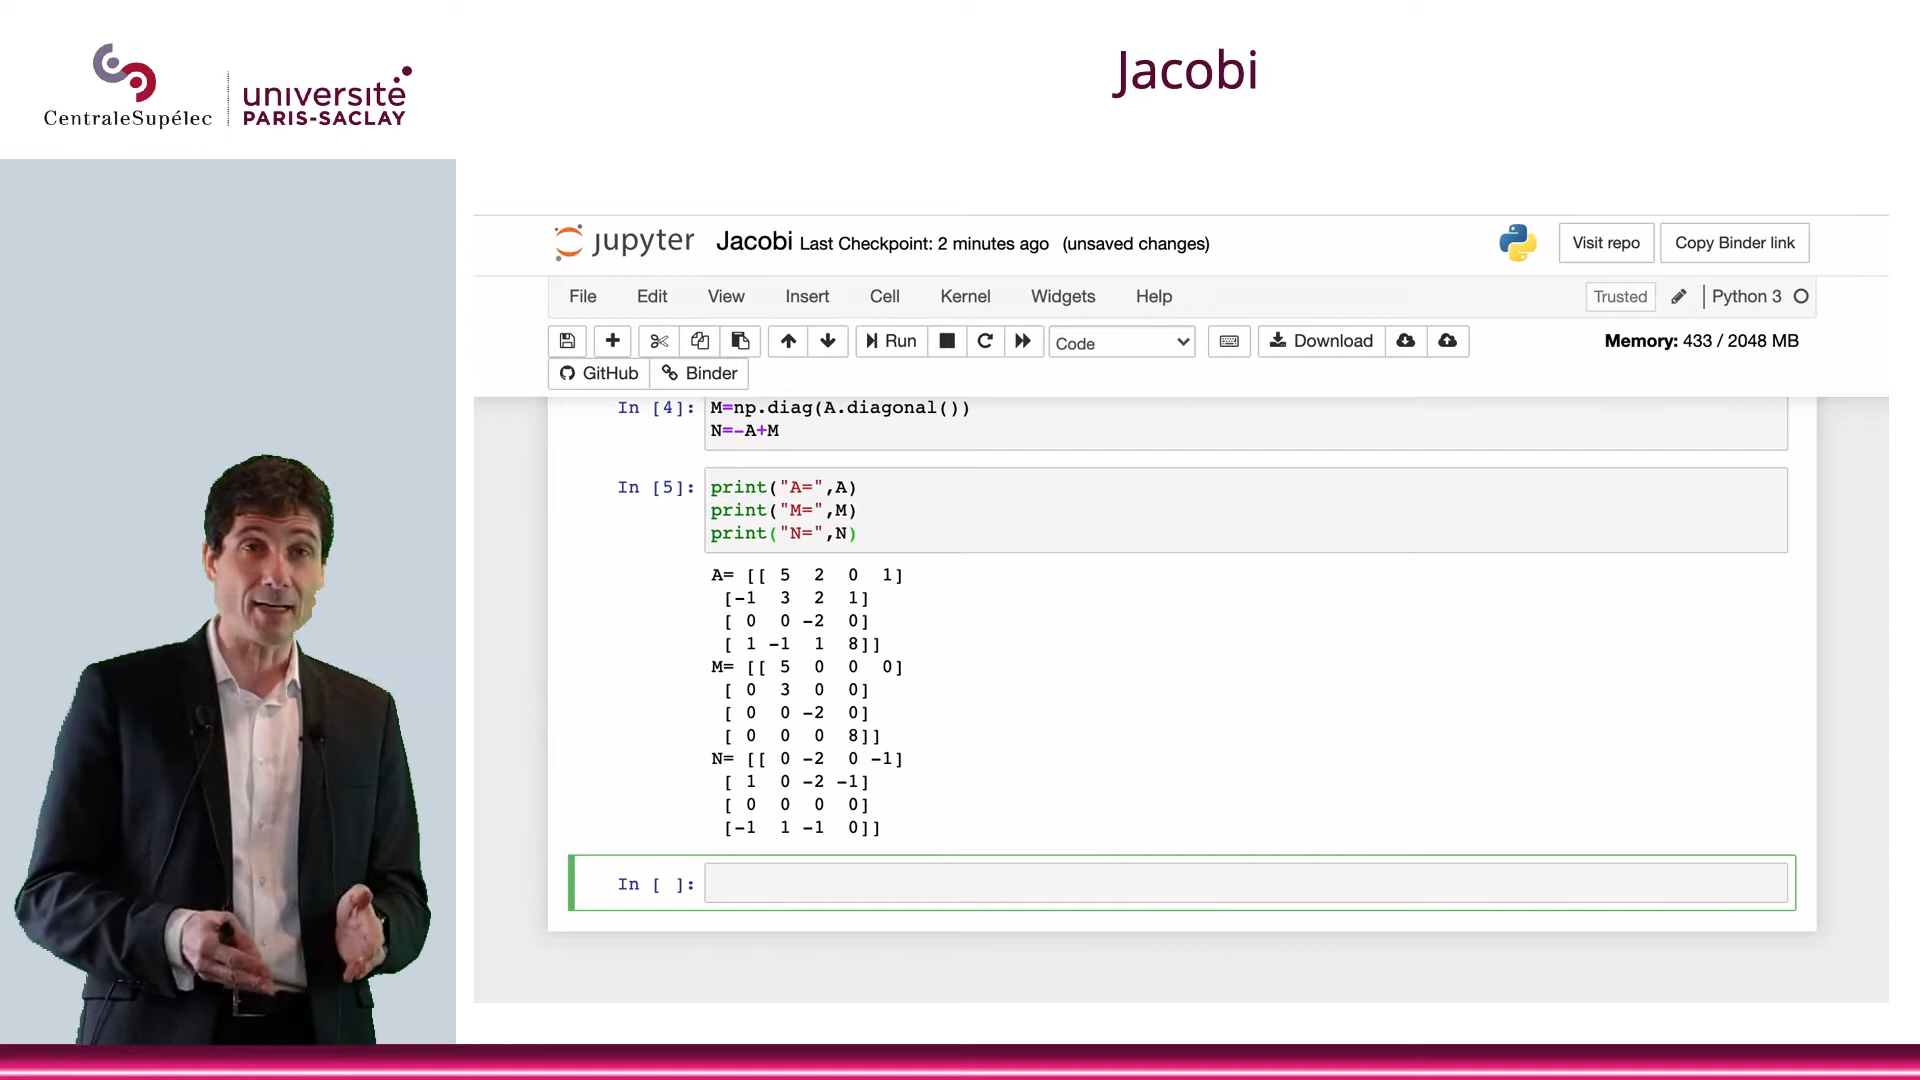 Jacobi
CentraleSupélec
université
PARIS-SACLAY
jupyter Jacobi Last Checkpoint: 2 minutes ago (unsaved changes)
Visit repo
Copy Binder link
File Edit View Insert Cell Kernel Widgets Help
Trusted
Python 3
Run
Code
Download
Memory: 433 / 2048 MB
GitHub
Binder
In [4]: M=np.diag(A.diagonal())
N=-A+M
In [5]: print("A=",A)
print("M=",M)
print("N=",N)
A= [[ 5 2 0 1]
[-1 3 2 1]
[ 0 0 -2 0]
[ 1 -1 1 8]]
M= [[ 5 0 0 0]
[ 0 3 0 0]
[ 0 0 -2 0]
[ 0 0 0 8]]
N= [[ 0 -2 0 -1]
[ 1 0 -2 -1]
[ 0 0 0 0]
[-1 1 -1 0]]
In [ ]: